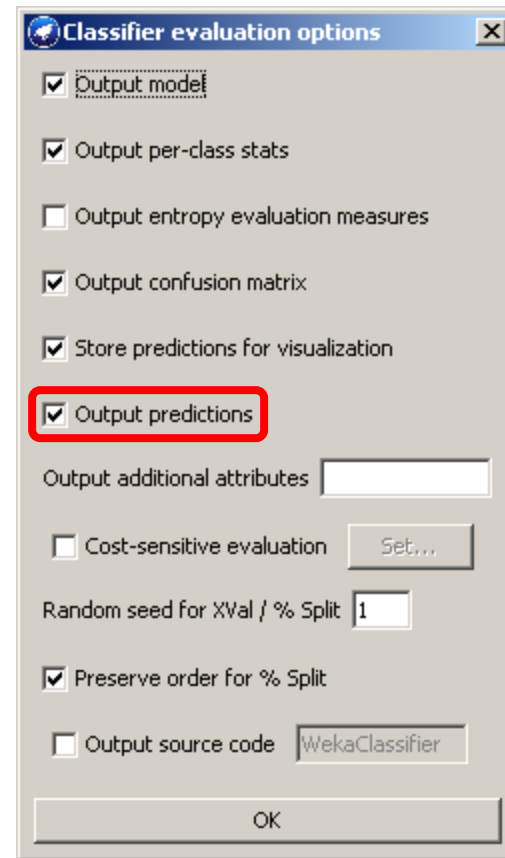 Classifier evaluation options
Output model
Output per-class stats
Output entropy evaluation measures
Output confusion matrix
Store predictions for visualization
Output predictions
Output additional attributes
Cost-sensitive evaluation Set...
Random seed for XVal / % Split 1
Preserve order for % Split
Output source code WekaClassifier
OK